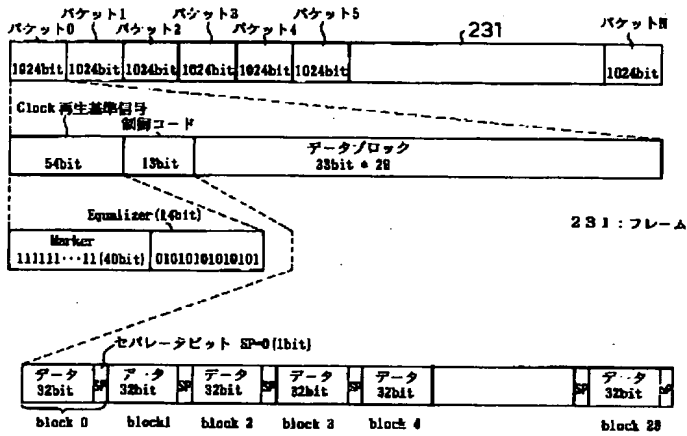 パケット1 パケット3 パケット5
パケット0 パケット2 パケット4 231 パケットN
1024bit 1024bit 1024bit 1024bit 1024bit 1024bit 1024bit
Clock 再生基準信号
制御コード
54bit 13bit データブロック
33bit * 29
Equalizer(14bit)
Marker
111111・・・11(40bit) 01010101010101
231:フレーム
セパレータビット SP=0(1bit)
データ SP データ SP データ SP データ SP データ SP データ SP
32bit 32bit 32bit 32bit 32bit 32bit
block 0 block1 block 2 block 3 block 4 block 28